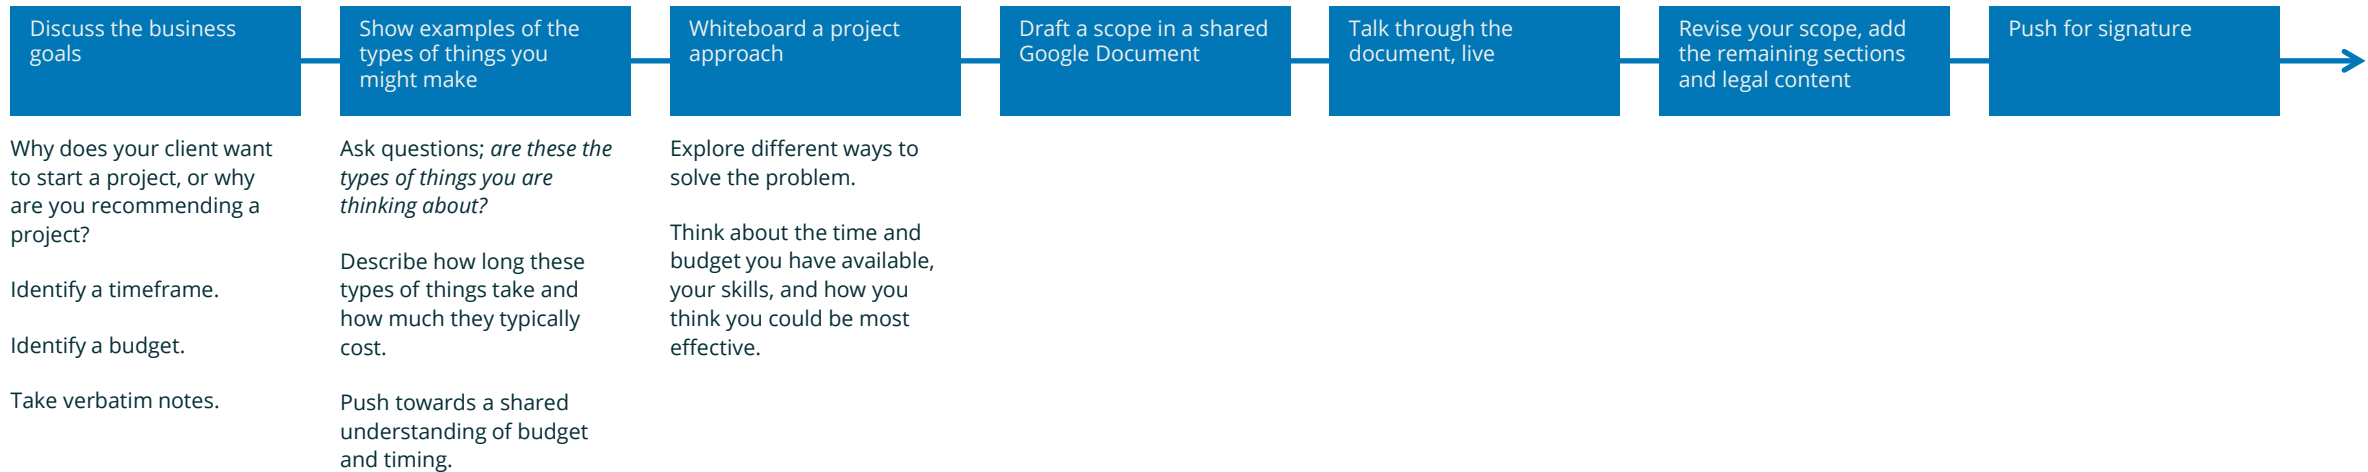 Discuss the business
goals
Show examples of the
types of things you
might make
Whiteboard a project
approach
Draft a scope in a shared
Google Document
Talk through the
document, live
Revise your scope, add
the remaining sections
and legal content
Push for signature
Why does your client want
to start a project, or why
are you recommending a
project?
Identify a timeframe.
Identify a budget.
Take verbatim notes.
Ask questions; are these the
types of things you are
thinking about?
Describe how long these
types of things take and
how much they typically
cost.
Push towards a shared
understanding of budget
and timing.
Explore different ways to
solve the problem.
Think about the time and
budget you have available,
your skills, and how you
think you could be most
effective.